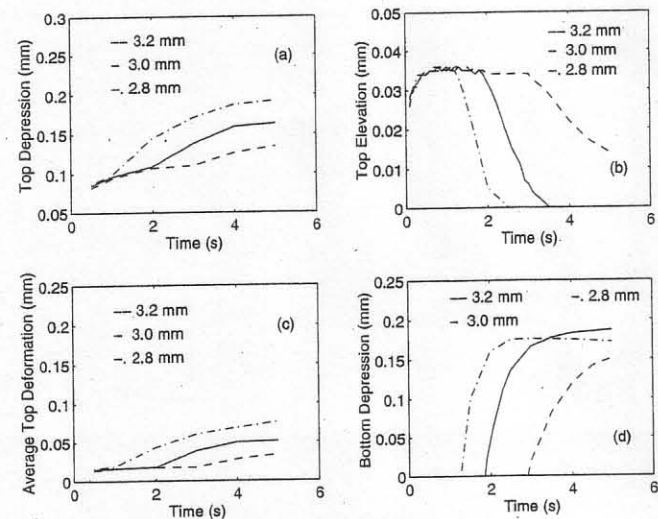 0.3
0.25
0.2
0.15
0.1
0.05
Top Depression (mm)
3.2 mm
3.0 mm
2.8 mm
(a)
0 2 4 6
Time (s)
0.05
0.04
0.03
0.02
0.01
0
Top Elevation (mm)
3.2 mm
3.0 mm
2.8 mm
(b)
0 2 4 6
Time (s)
0.25
0.2
0.15
0.1
0.05
0
Average Top Deformation (mm)
3.2 mm
3.0 mm
2.8 mm
(c)
0 2 4 6
Time (s)
0.25
0.2
0.15
0.1
0.05
0
Bottom Depression (mm)
3.2 mm
2.8 mm
3.0 mm
(d)
0 2 4 6
Time (s)